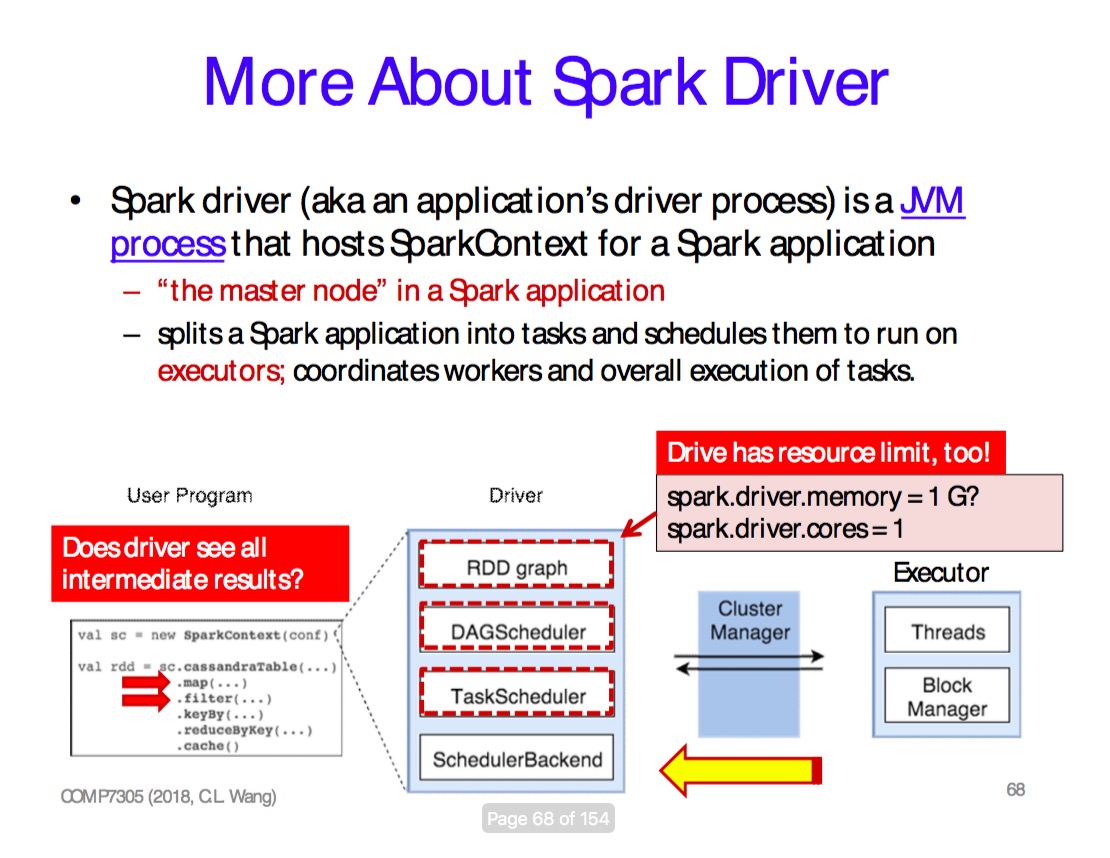 More About Spark Driver
• Spark driver (aka an application's driver process) is a JVM
process that hosts SparkContext for a Spark application
– “the master node” in a Spark application
– splits a Spark application into tasks and schedules them to run on
executors; coordinates workers and overall execution of tasks.
Drive has resource limit, too!
spark.driver.memory = 1 G?
spark.driver.cores = 1
User Program
Does driver see all
intermediate results?
val sc = new SparkContext(conf)
val rdd = sc.cassandraTable(...)
.map(...)
.filter(...)
.keyBy(...)
.reduceByKey(...)
.cache()
Driver
RDD graph
DAGScheduler
TaskScheduler
SchedulerBackend
Cluster
Manager
Executor
Threads
Block
Manager
COMP7305 (2018, C.L. Wang)
68
Page 68 of 154